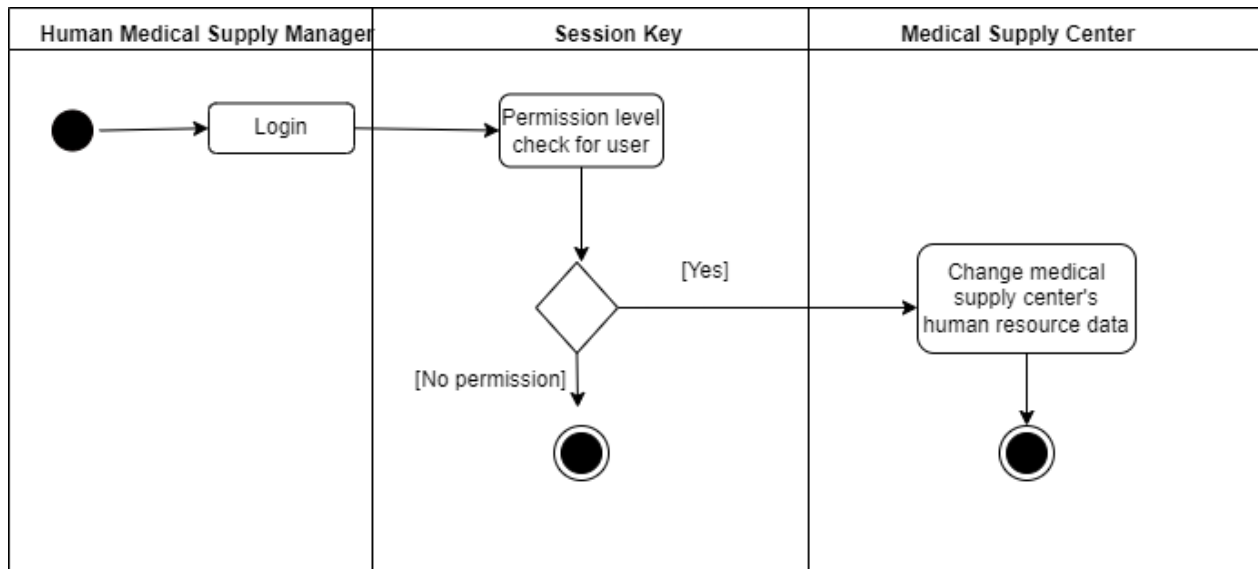 Human Medical Supply Manager
Session Key
Medical Supply Center
Login
Permission level
check for user
[Yes]
Change medical
supply center's
human resource data
[No permission]